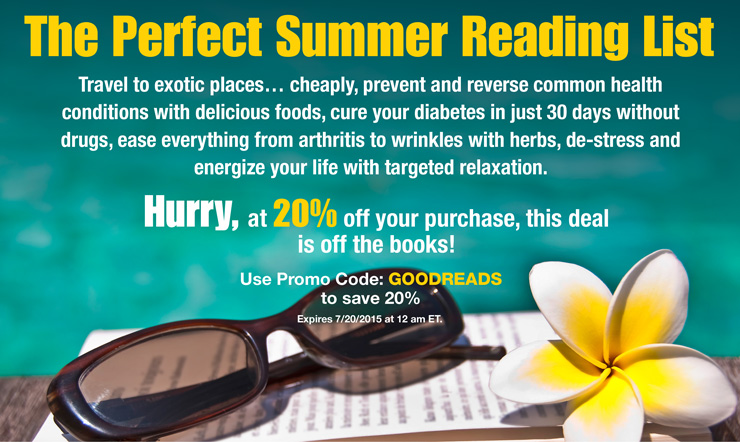 The Perfect Summer Reading List
Travel to exotic places... cheaply, prevent and reverse common health
conditions with delicious foods, cure your diabetes in just 30 days without
drugs, ease everything from arthritis to wrinkles with herbs, de-stress and
energize your life with targeted relaxation.
Hurry, at 20% off your purchase, this deal
is off the books!
Use Promo Code: GOODREADS
to save 20%
Expires 7/20/2015 at 12 am ET.